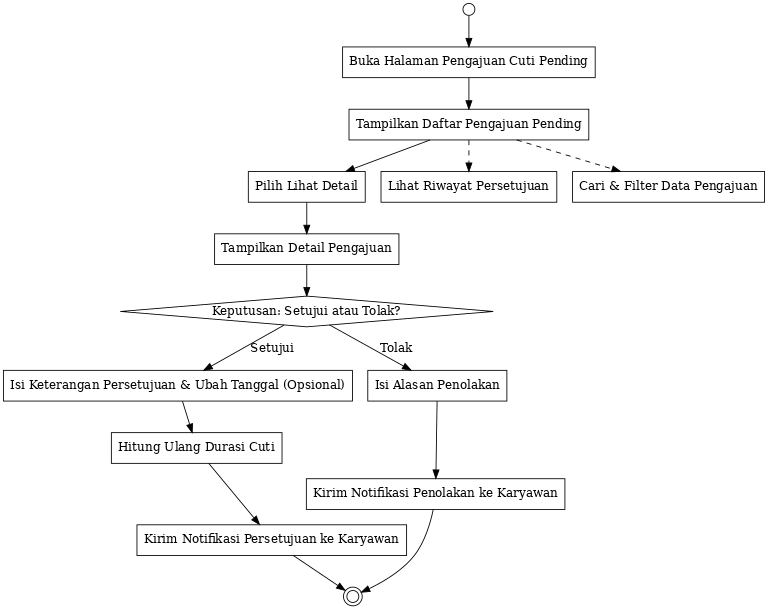 Buka Halaman Pengajuan Cuti Pending
Tampilkan Daftar Pengajuan Pending
Pilih Lihat Detail
Lihat Riwayat Persetujuan
Cari & Filter Data Pengajuan
Tampilkan Detail Pengajuan
Keputusan: Setujui atau Tolak?
Setujui
Tolak
Isi Keterangan Persetujuan & Ubah Tanggal (Opsional)
Isi Alasan Penolakan
Hitung Ulang Durasi Cuti
Kirim Notifikasi Penolakan ke Karyawan
Kirim Notifikasi Persetujuan ke Karyawan